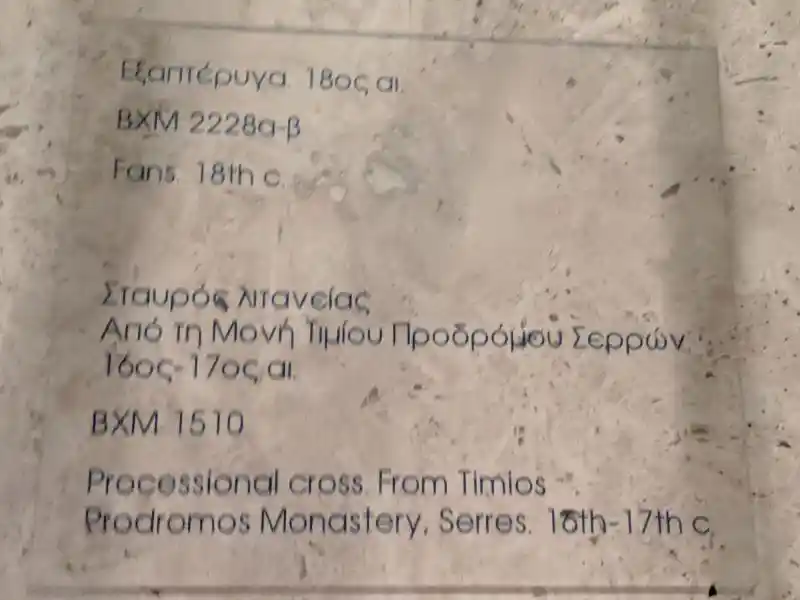 Εξαπτέρυγα. 18ος αι.
ΒΧΜ 2228α-β
Fans. 18th c.
Σταυρός λιτανείας
Από τη Μονή Τιμίου Προδρόμου Σερρών.
16ος-17ος αι.
ΒΧΜ 1510
Processional cross. From Timios
Prodromos Monastery, Serres. 16th-17th c.